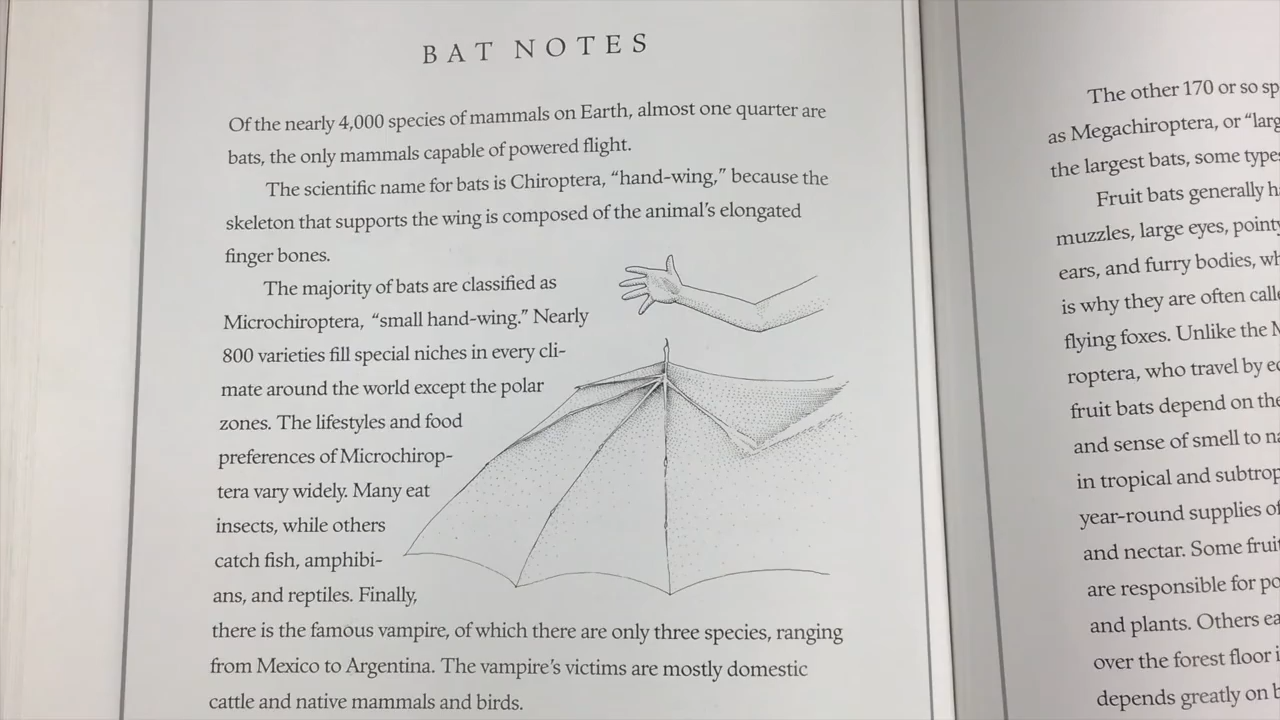 BAT NOTES
Of the nearly 4,000 species of mammals on Earth, almost one quarter are
bats, the only mammals capable of powered flight.
The scientific name for bats is Chiroptera, “hand-wing,” because the
skeleton that supports the wing is composed of the animal’s elongated
finger bones.
The majority of bats are classified as
Microchiroptera, “small hand-wing.” Nearly
800 varieties fill special niches in every cli-
mate around the world except the polar
zones. The lifestyles and food
preferences of Microchirop-
tera vary widely. Many eat
insects, while others
catch fish, amphibi-
ans, and reptiles. Finally,
there is the famous vampire, of which there are only three species, ranging
from Mexico to Argentina. The vampire’s victims are mostly domestic
cattle and native mammals and birds.
The other 170 or so
as Megachiroptera, or
the largest bats, some
Fruit bats generally
muzzles, large eyes,
ears, and furry bodies,
is why they are often
flying foxes. Unlike the
roptera, who travel by
fruit bats depend on
and sense of smell to
in tropical and
year-round supplies
and nectar. Some
are responsible for
and plants. Others
over the forest floor
depends greatly on